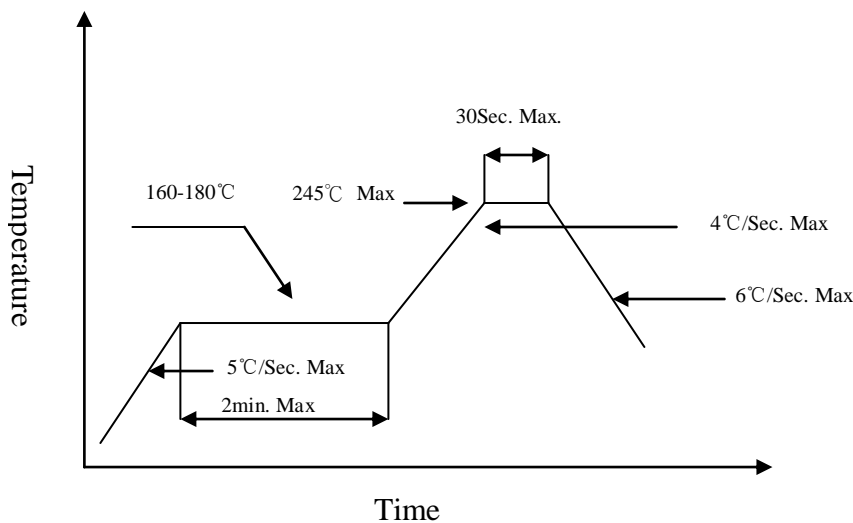 30Sec. Max.
160-180℃
245℃ Max
4℃/Sec. Max
6℃/Sec. Max
5℃/Sec. Max
2min. Max
Temperature
Time